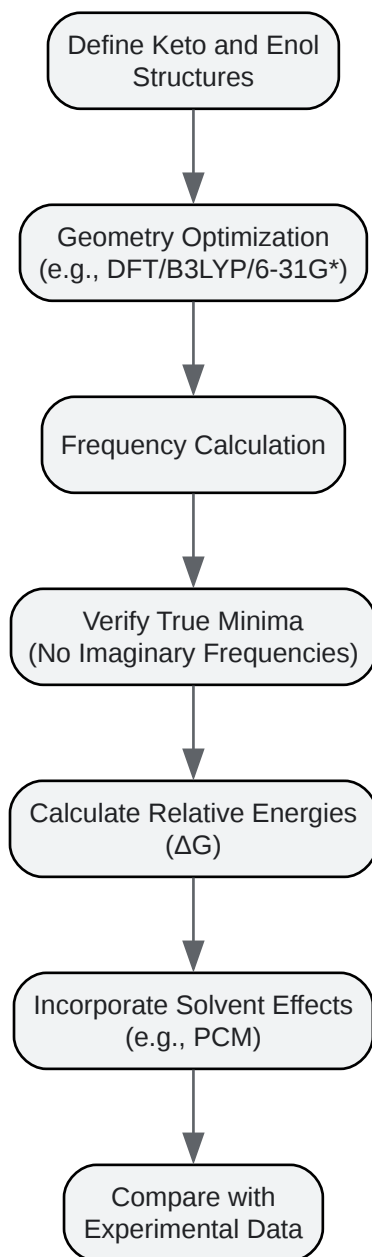 Define Keto and Enol
Structures
Geometry Optimization
(e.g., DFT/B3LYP/6-31G*)
Frequency Calculation
Verify True Minima
(No Imaginary Frequencies)
Calculate Relative Energies
(ΔG)
Incorporate Solvent Effects
(e.g., PCM)
Compare with
Experimental Data